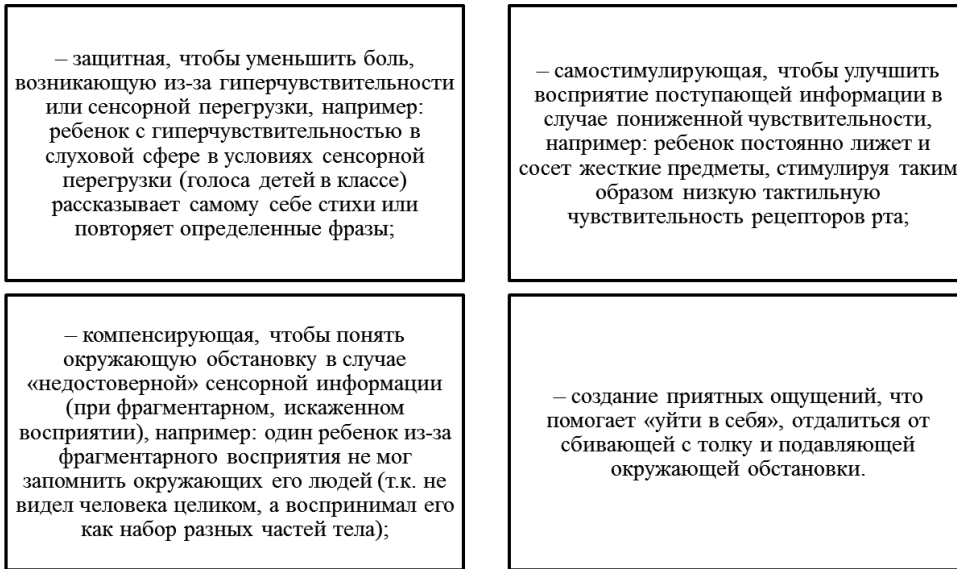 – защитная, чтобы уменьшить боль,
возникающую из-за гиперчувствительности
или сенсорной перегрузки, например:
ребенок с гиперчувствительностью в
слуховой сфере в условиях сенсорной
перегрузки (голоса детей в классе)
рассказывает самому себе стихи или
повторяет определенные фразы;
– самостимулирующая, чтобы улучшить
восприятие поступающей информации в
случае пониженной чувствительности,
например: ребенок постоянно лижет и
сосет жесткие предметы, стимулируя таким
образом низкую тактильную
чувствительность рецепторов рта;
– компенсирующая, чтобы понять
окружающую обстановку в случае
«недостоверной» сенсорной информации
(при фрагментарном, искаженном
восприятии), например: один ребенок из-за
фрагментарного восприятия не мог
запомнить окружающих его людей (т.к. не
видел человека целиком, а воспринимал его
как набор разных частей тела);
– создание приятных ощущений, что
помогает «уйти в себя», отдалиться от
сбивающей с толку и подавляющей
окружающей обстановки.